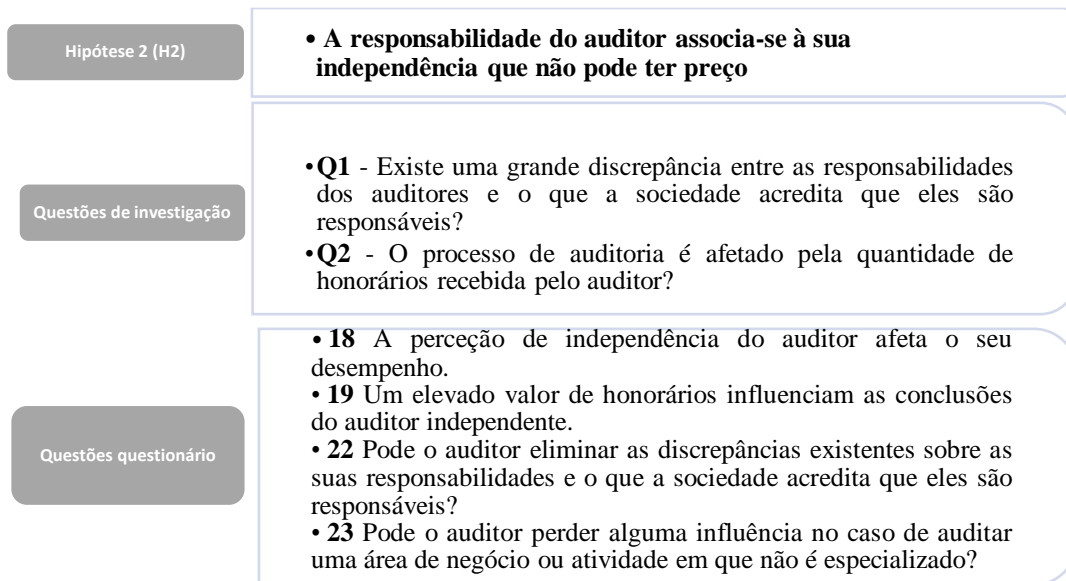 Hipótese 2 (H2)
• A responsabilidade do auditor associa-se à sua
independência que não pode ter preço
Questões de investigação
•Q1 - Existe uma grande discrepância entre as responsabilidades
dos auditores e o que a sociedade acredita que eles são
responsáveis?
•Q2 - O processo de auditoria é afetado pela quantidade de
honorários recebida pelo auditor?
Questões questionário
• 18 A perceção de independência do auditor afeta o seu
desempenho.
• 19 Um elevado valor de honorários influenciam as conclusões
do auditor independente.
• 22 Pode o auditor eliminar as discrepâncias existentes sobre as
suas responsabilidades e o que a sociedade acredita que eles são
responsáveis?
• 23 Pode o auditor perder alguma influência no caso de auditar
uma área de negócio ou atividade em que não é especializado?